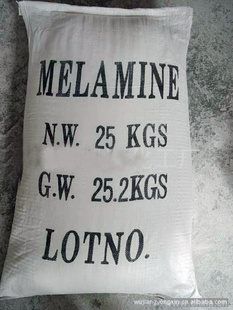 MELAMINE
N.W. 25 KGS
G.W. 25.2KGS
LOTNO.